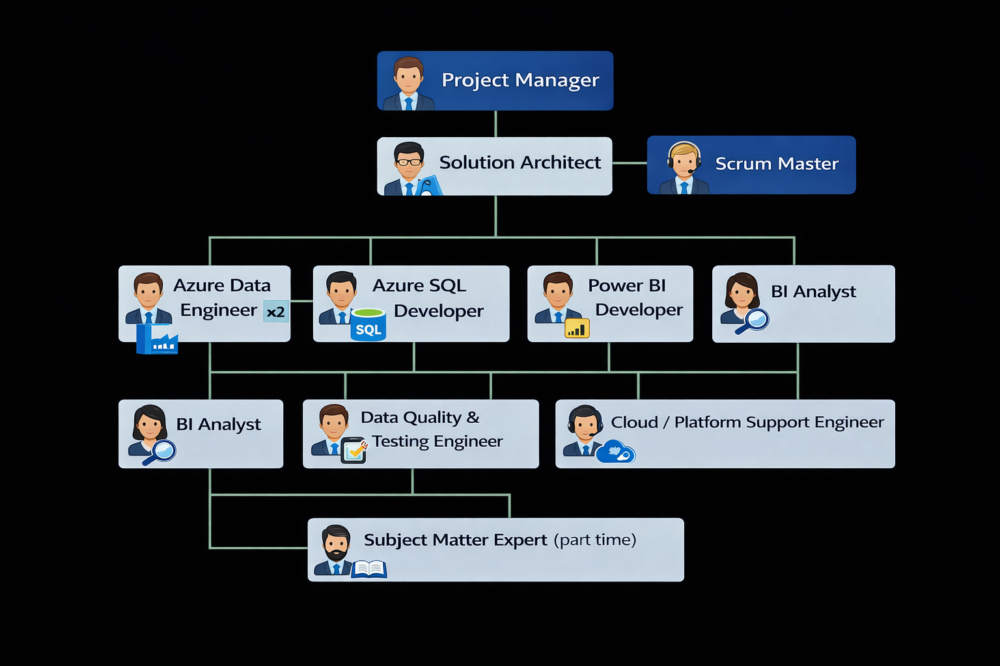 Project Manager
Solution Architect
Scrum Master
Azure Data
Engineer x2
Azure SQL
Developer
SQL
Power BI
Developer
BI Analyst
BI Analyst
Data Quality &
Testing Engineer
Cloud / Platform Support Engineer
Subject Matter Expert (part time)